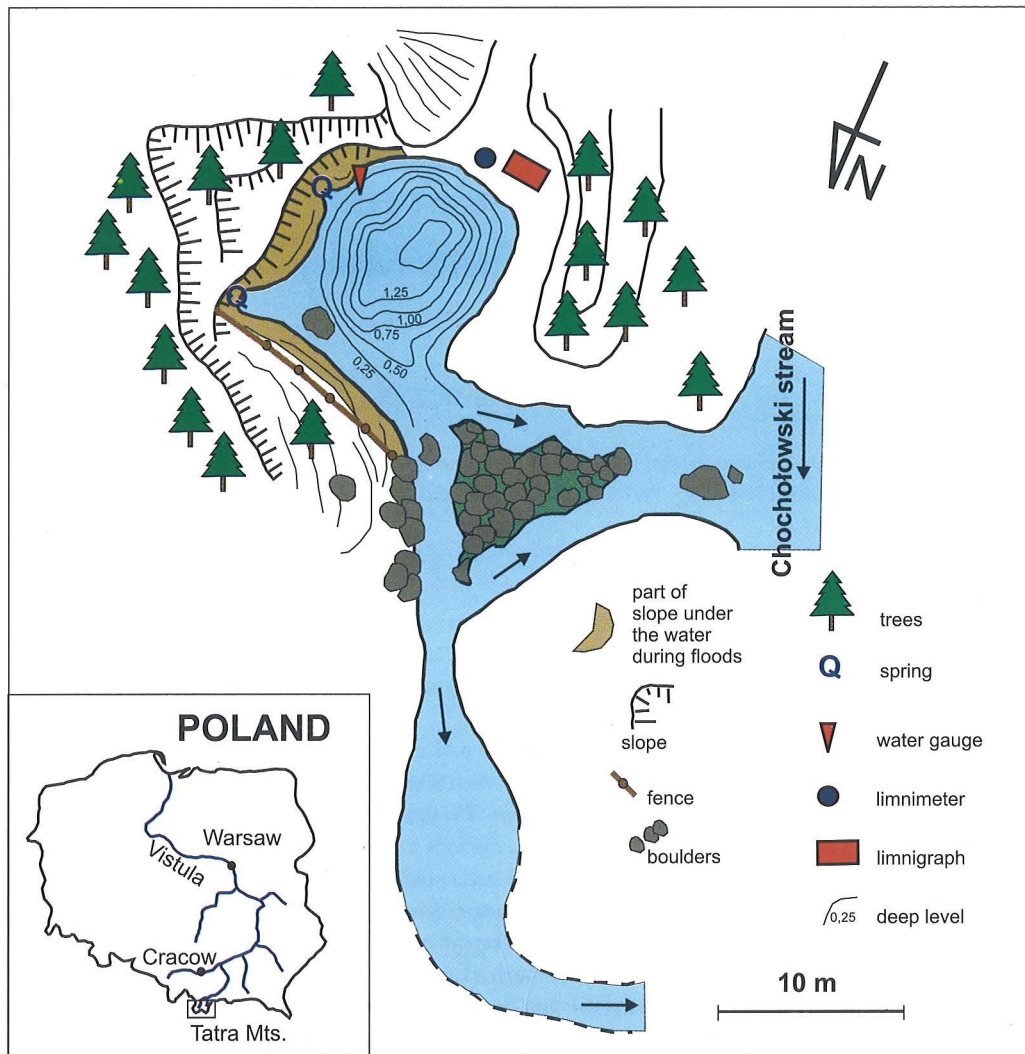 N
Q
Q
1,25
1,00
0,75
0,50
0,25
Chochołowski stream
part of
slope under
the water
during floods
slope
fence
boulders
trees
Q
spring
water gauge
limnimeter
limnigraph
0,25
deep level
10 m
POLAND
Warsaw
Vistula
Cracow
Tatra Mts.